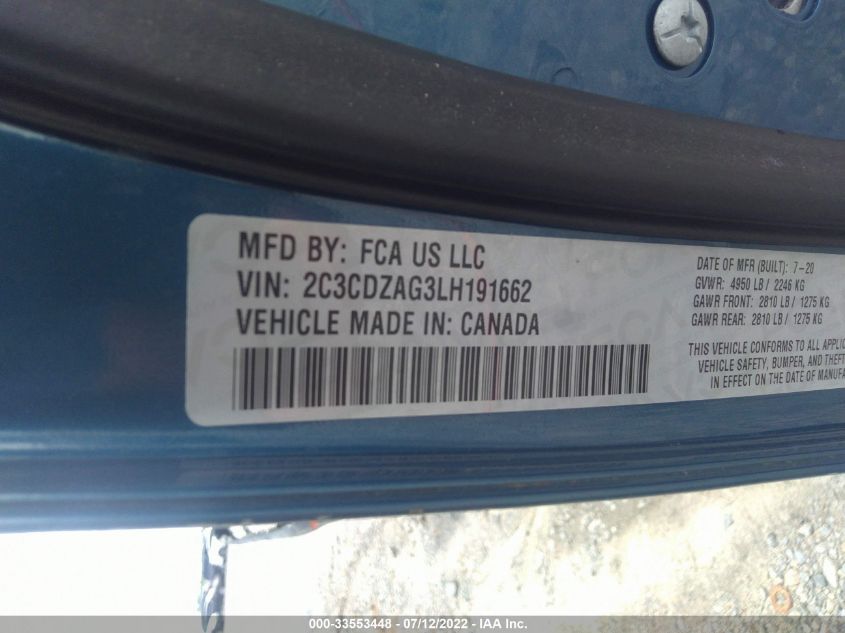 MFD BY: FCA US LLC
VIN: 2C3CDZAG3LH191662
VEHICLE MADE IN: CANADA
DATE OF MFR (BUILT): 7-20
GVWR: 4950 LB / 2246 KG
GAWR FRONT: 2810 LB / 1275 KG
GAWR REAR: 2810 LB / 1275 KG
THIS VEHICLE CONFORMS TO ALL APPLIC
VEHICLE SAFETY, BUMPER, AND THEFT
IN EFFECT ON THE DATE OF MANUFA
000-33553448 - 07/12/2022 - IAA Inc.